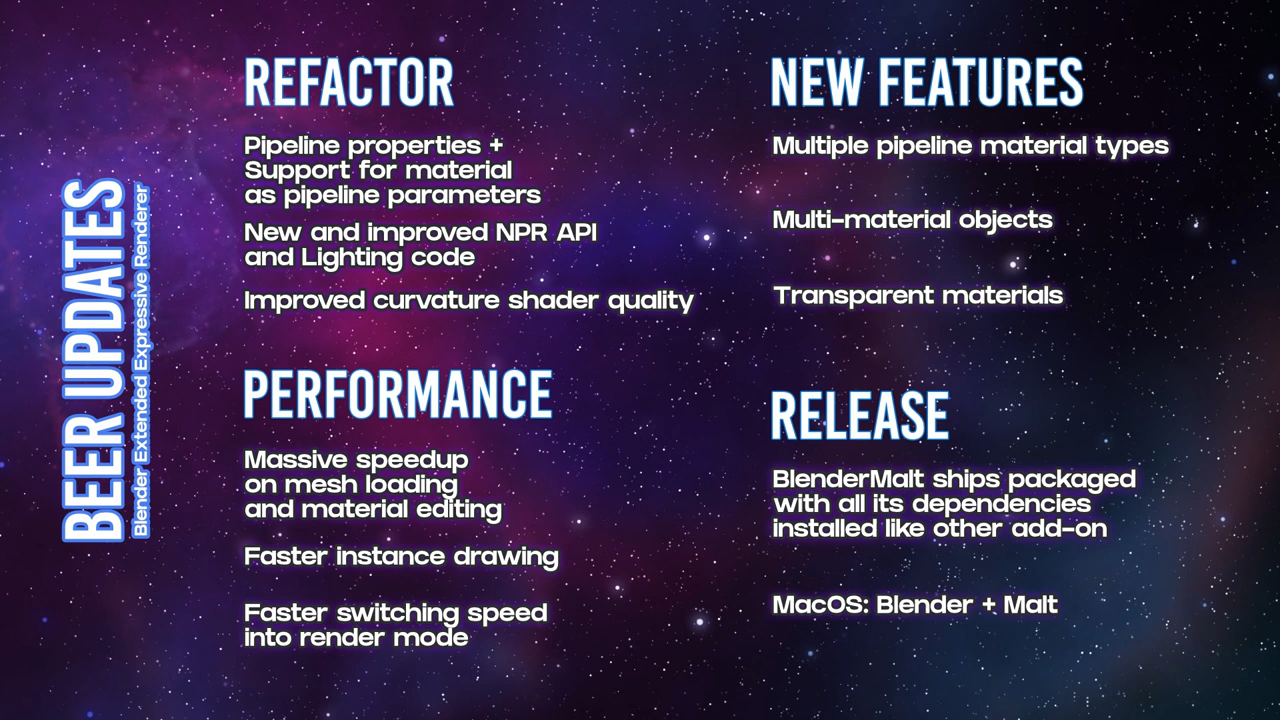 BEER UPDATES
Blender Extended Expressive Renderer
REFACTOR
Pipeline properties +
Support for material
as pipeline parameters
New and improved NPR API
and Lighting code
Improved curvature shader quality
PERFORMANCE
Massive speedup
on mesh loading
and material editing
Faster instance drawing
Faster switching speed
into render mode
NEW FEATURES
Multiple pipeline material types
Multi-material objects
Transparent materials
RELEASE
BlenderMalt ships packaged
with all its dependencies
installed like other add-on
MacOS: Blender + Malt